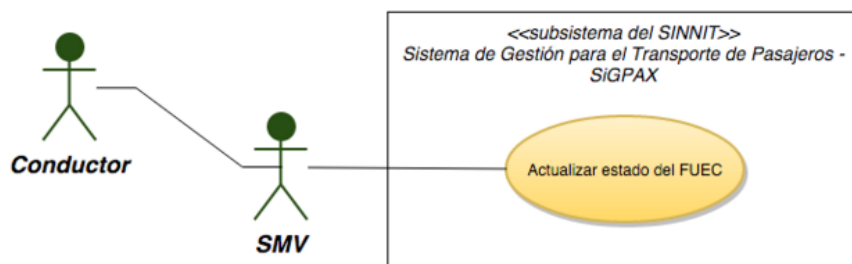 <<subsistema del SINNIT>>
Sistema de Gestión para el Transporte de Pasajeros -
SiGPAX
Conductor
SMV
Actualizar estado del FUEC